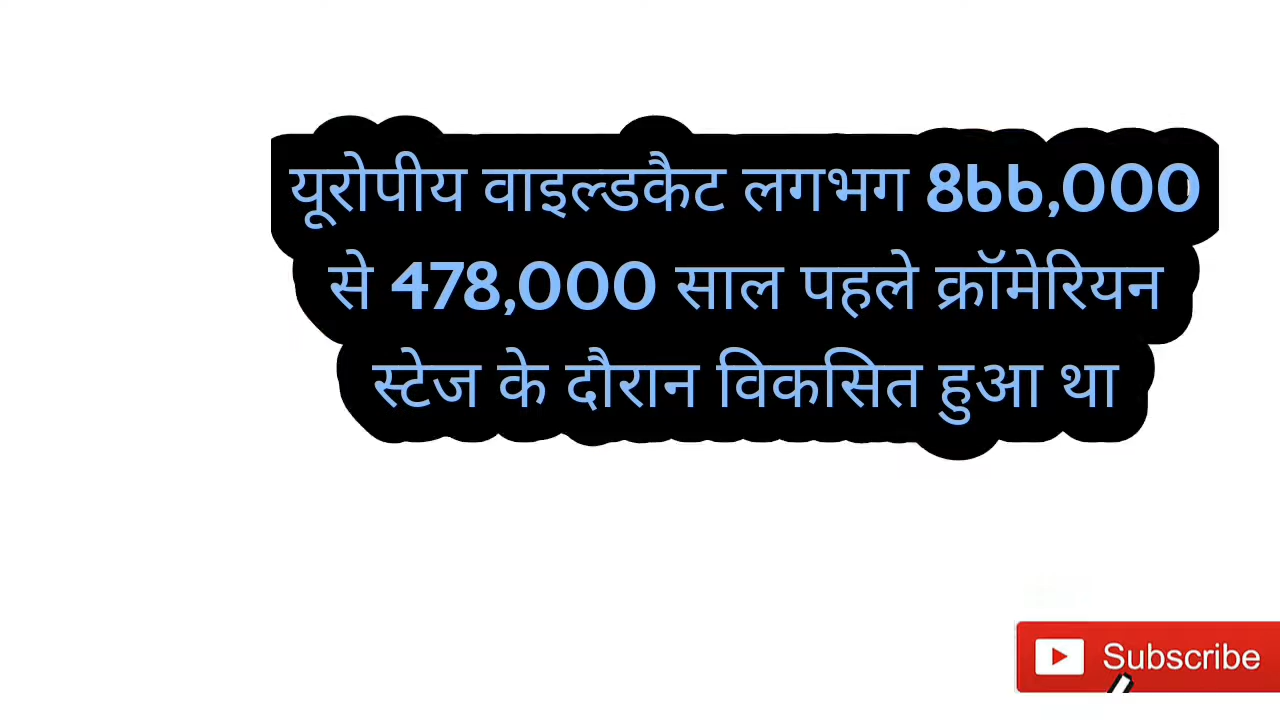 यूरोपीय वाइल्डकैट लगभग 866,000
से 478,000 साल पहले क्रॉमेरियन
स्टेज के दौरान विकसित हुआ था
Subscribe